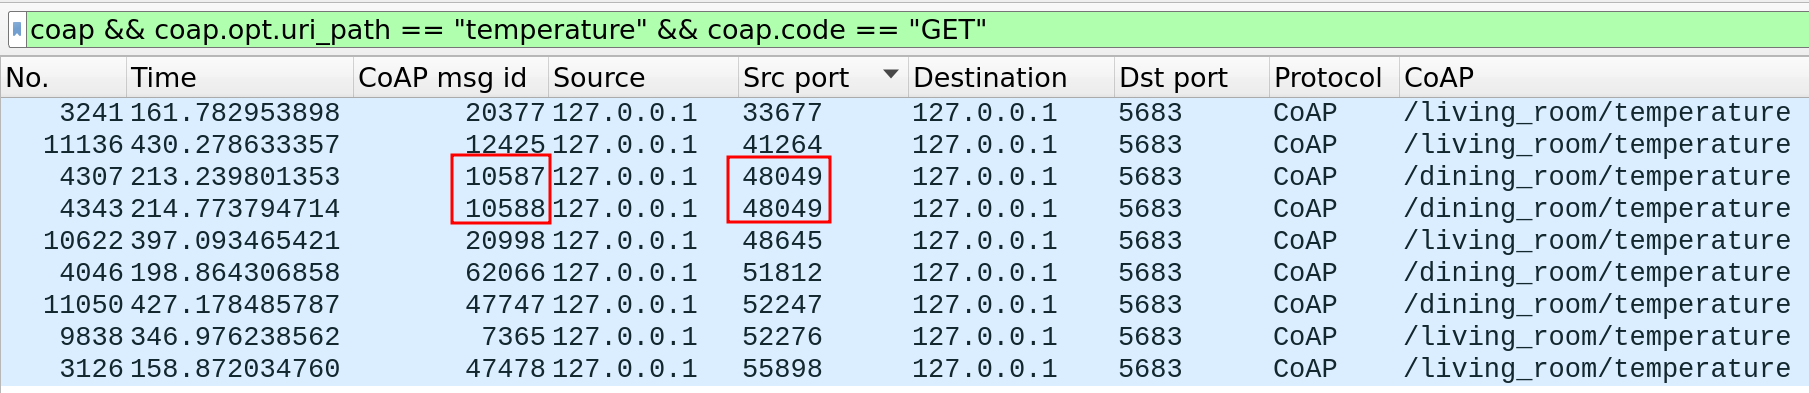 coap && coap.opt.uri_path == "temperature" && coap.code == "GET"
No. Time CoAP msg id Source Src port Destination Dst port Protocol CoAP
3241 161.782953898 20377 127.0.0.1 33677 127.0.0.1 5683 CoAP /living_room/temperature
11136 430.278633357 12425 127.0.0.1 41264 127.0.0.1 5683 CoAP /living_room/temperature
4307 213.239801353 10587 127.0.0.1 48049 127.0.0.1 5683 CoAP /dining_room/temperature
4343 214.773794714 10588 127.0.0.1 48049 127.0.0.1 5683 CoAP /dining_room/temperature
10622 397.093465421 20998 127.0.0.1 48645 127.0.0.1 5683 CoAP /living_room/temperature
4046 198.864306858 62066 127.0.0.1 51812 127.0.0.1 5683 CoAP /dining_room/temperature
11050 427.178485787 47747 127.0.0.1 52247 127.0.0.1 5683 CoAP /dining_room/temperature
9838 346.976238562 7365 127.0.0.1 52276 127.0.0.1 5683 CoAP /living_room/temperature
3126 158.872034760 47478 127.0.0.1 55898 127.0.0.1 5683 CoAP /living_room/temperature